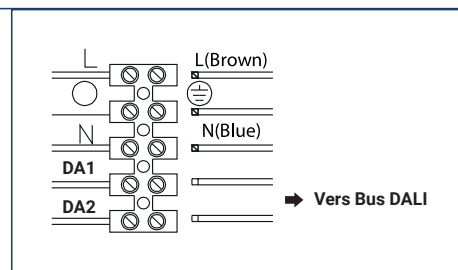 L
L(Brown)
N
N(Blue)
DA1
DA2
Vers Bus DALI